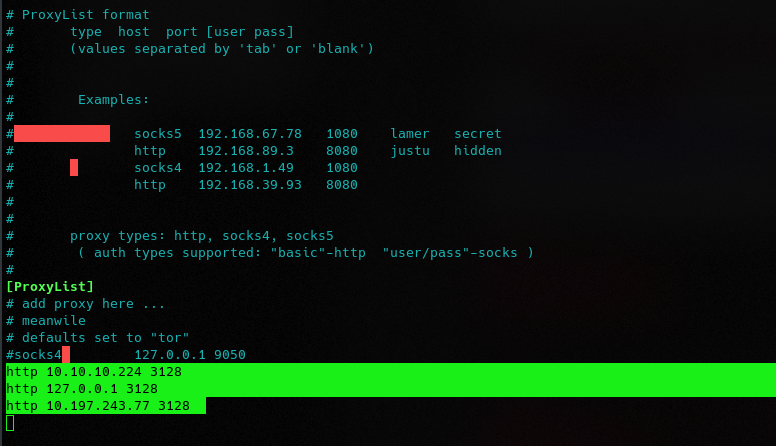 # ProxyList format
#       type  host  port [user pass]
#       (values separated by 'tab' or 'blank')
#
#
#        Examples:
#
#               socks5  192.168.67.78   1080    lamer   secret
#               http    192.168.89.3    8080    justu   hidden
#               socks4  192.168.1.49    1080
#               http    192.168.39.93   8080
#
#
#       proxy types: http, socks4, socks5
#        ( auth types supported: "basic"-http  "user/pass"-socks )
#
[ProxyList]
# add proxy here ...
# meanwile
# defaults set to "tor"
#socks4         127.0.0.1 9050
http 10.10.10.224 3128
http 127.0.0.1 3128
http 10.197.243.77 3128